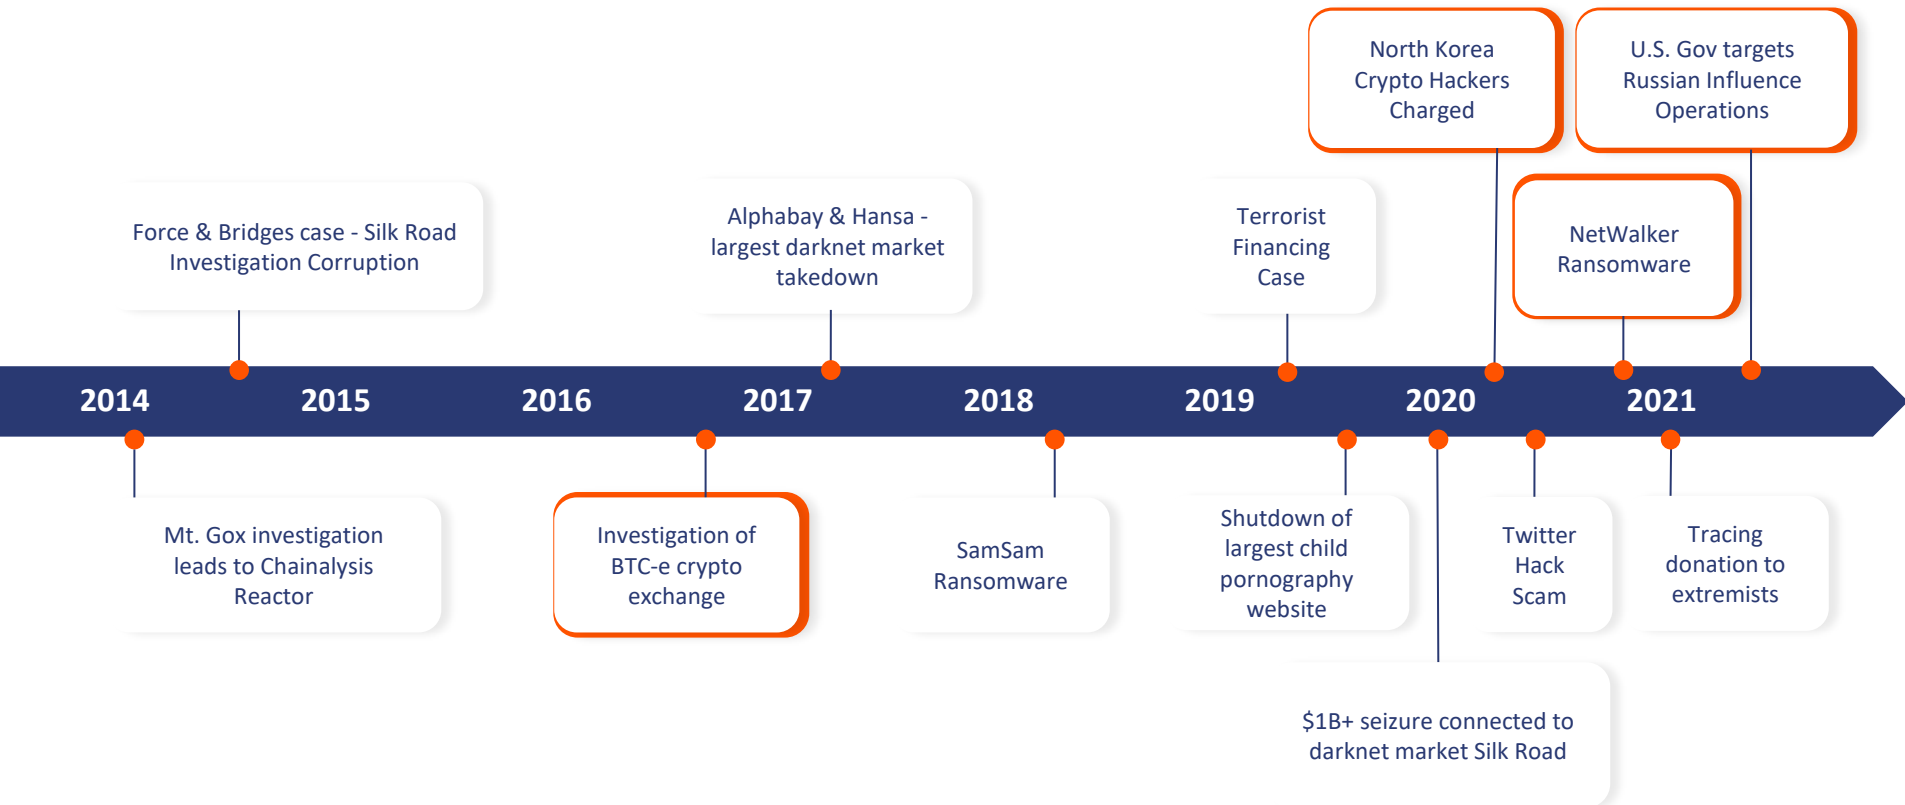 North Korea
Crypto Hackers
Charged
U.S. Gov targets
Russian Influence
Operations
Force & Bridges case - Silk Road
Investigation Corruption
Alphabay & Hansa -
largest darknet market
takedown
Terrorist
Financing
Case
NetWalker
Ransomware
2014 2015 2016 2017 2018 2019 2020 2021
Mt. Gox investigation
leads to Chainalysis
Reactor
Investigation of
BTC-e crypto
exchange
SamSam
Ransomware
Shutdown of
largest child
pornography
website
Twitter
Hack
Scam
Tracing
donation to
extremists
$1B+ seizure connected to
darknet market Silk Road